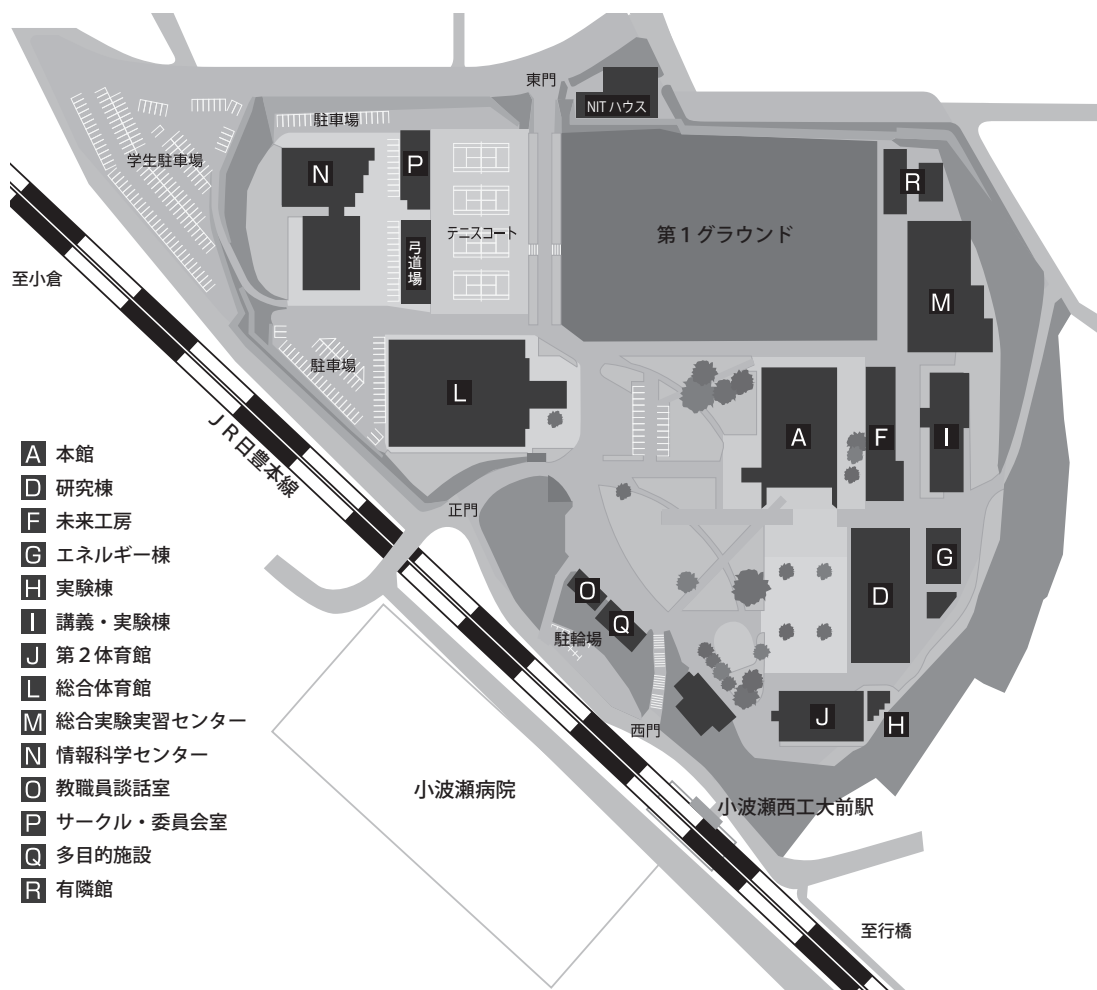 東門
NITハウス
駐車場
学生駐車場
N
P
R
テニスコート
弓道場
第1グラウンド
至小倉
M
駐車場
L
JR日豊本線
A
F
I
正門
A 本館
D 研究棟
F 未来工房
G エネルギー棟
H 実験棟
I 講義・実験棟
J 第2体育館
L 総合体育館
M 総合実験実習センター
N 情報科学センター
O 教職員談話室
P サークル・委員会室
Q 多目的施設
R 有隣館
G
O
D
Q
駐輪場
J
H
西門
小波瀬病院
小波瀬西工大前駅
至行橋